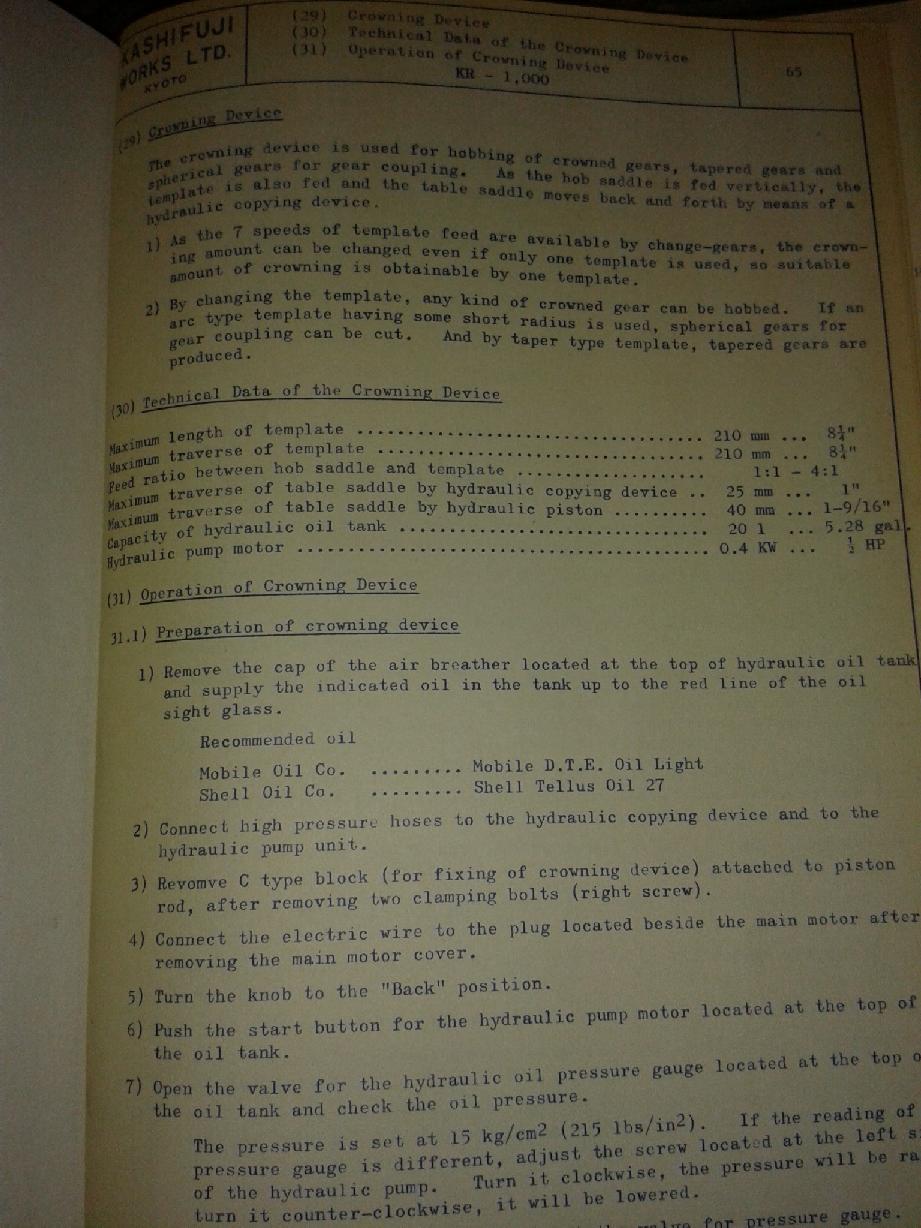 KASHIFUJI
WORKS LTD.
KYOTO
(29) Crowning Device
(30) Technical Data of the Crowning Device
(31) Operation of Crowning Device
KR - 1,000
65
(29) Crowning Device
The crowning device is used for hobbing of crowned gears, tapered gears and
spherical gears for gear coupling. As the hob saddle is fed vertically, the
template is also fed and the table saddle moves back and forth by means of a
hydraulic copying device.
1) As the 7 speeds of template feed are available by change-gears, the crown-
ing amount can be changed even if only one template is used, so suitable
amount of crowning is obtainable by one template.
2) By changing the template, any kind of crowned gear can be hobbed. If an
arc type template having some short radius is used, spherical gears for
gear coupling can be cut. And by taper type template, tapered gears are
produced.
(30) Technical Data of the Crowning Device
Maximum length of template ................................... 210 mm ... 8¼"
Maximum traverse of template ................................. 210 mm ... 8¼"
Feed ratio between hob saddle and template ................... 1:1 - 4:1
Maximum traverse of table saddle by hydraulic copying device .. 25 mm ... 1"
Maximum traverse of table saddle by hydraulic piston ......... 40 mm ... 1-9/16"
Capacity of hydraulic oil tank ............................... 20 l ... 5.28 gal.
Hydraulic pump motor ......................................... 0.4 KW ... ½ HP
(31) Operation of Crowning Device
31.1) Preparation of crowning device
1) Remove the cap of the air breather located at the top of hydraulic oil tank
and supply the indicated oil in the tank up to the red line of the oil
sight glass.
Recommended oil
Mobile Oil Co. ......... Mobile D.T.E. Oil Light
Shell Oil Co. ......... Shell Tellus Oil 27
2) Connect high pressure hoses to the hydraulic copying device and to the
hydraulic pump unit.
3) Revomve C type block (for fixing of crowning device) attached to piston
rod, after removing two clamping bolts (right screw).
4) Connect the electric wire to the plug located beside the main motor after
removing the main motor cover.
5) Turn the knob to the "Back" position.
6) Push the start button for the hydraulic pump motor located at the top of
the oil tank.
7) Open the valve for the hydraulic oil pressure gauge located at the top o
the oil tank and check the oil pressure.
The pressure is set at 15 kg/cm2 (215 lbs/in2). If the reading of
pressure gauge is different, adjust the screw located at the left s
of the hydraulic pump. Turn it clockwise, the pressure will be ra
turn it counter-clockwise, it will be lowered.
valve for pressure gauge.